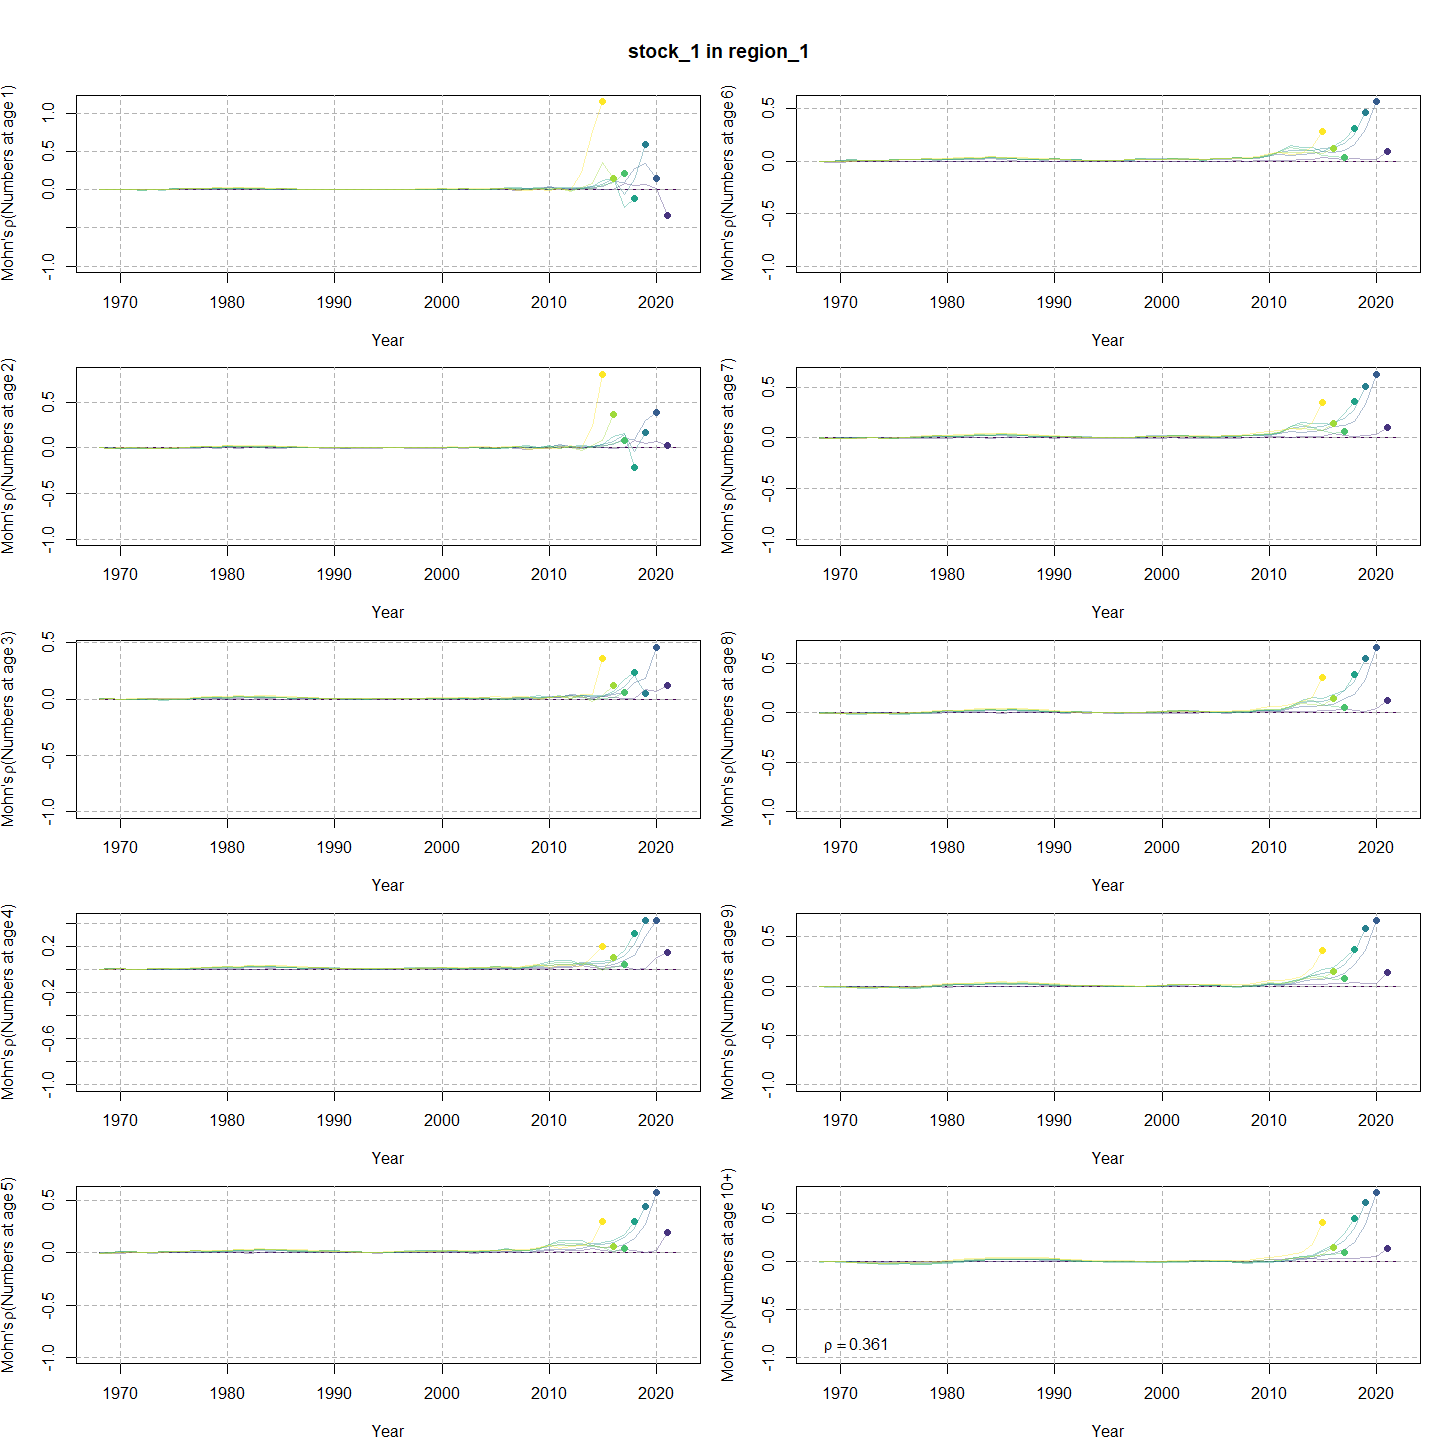 stock_1 in region_1
Mohn's ρ(Numbers at age 1)
1.0
0.5
0.0
-1.0
1970 1980 1990 2000 2010 2020
Year
Mohn's ρ(Numbers at age 6)
0.5
0.0
-0.5
-1.0
1970 1980 1990 2000 2010 2020
Year
Mohn's ρ(Numbers at age 2)
0.5
0.0
-0.5
-1.0
1970 1980 1990 2000 2010 2020
Year
Mohn's ρ(Numbers at age 7)
0.5
0.0
-0.5
-1.0
1970 1980 1990 2000 2010 2020
Year
Mohn's ρ(Numbers at age 3)
0.5
0.0
-0.5
-1.0
1970 1980 1990 2000 2010 2020
Year
Mohn's ρ(Numbers at age 8)
0.5
0.0
-0.5
-1.0
1970 1980 1990 2000 2010 2020
Year
Mohn's ρ(Numbers at age 4)
0.2
-0.2
-0.6
-1.0
1970 1980 1990 2000 2010 2020
Year
Mohn's ρ(Numbers at age 9)
0.5
0.0
-0.5
-1.0
1970 1980 1990 2000 2010 2020
Year
Mohn's ρ(Numbers at age 5)
0.5
0.0
-0.5
-1.0
1970 1980 1990 2000 2010 2020
Year
Mohn's ρ(Numbers at age 10+)
0.5
0.0
-0.5
-1.0
ρ = 0.361
1970 1980 1990 2000 2010 2020
Year